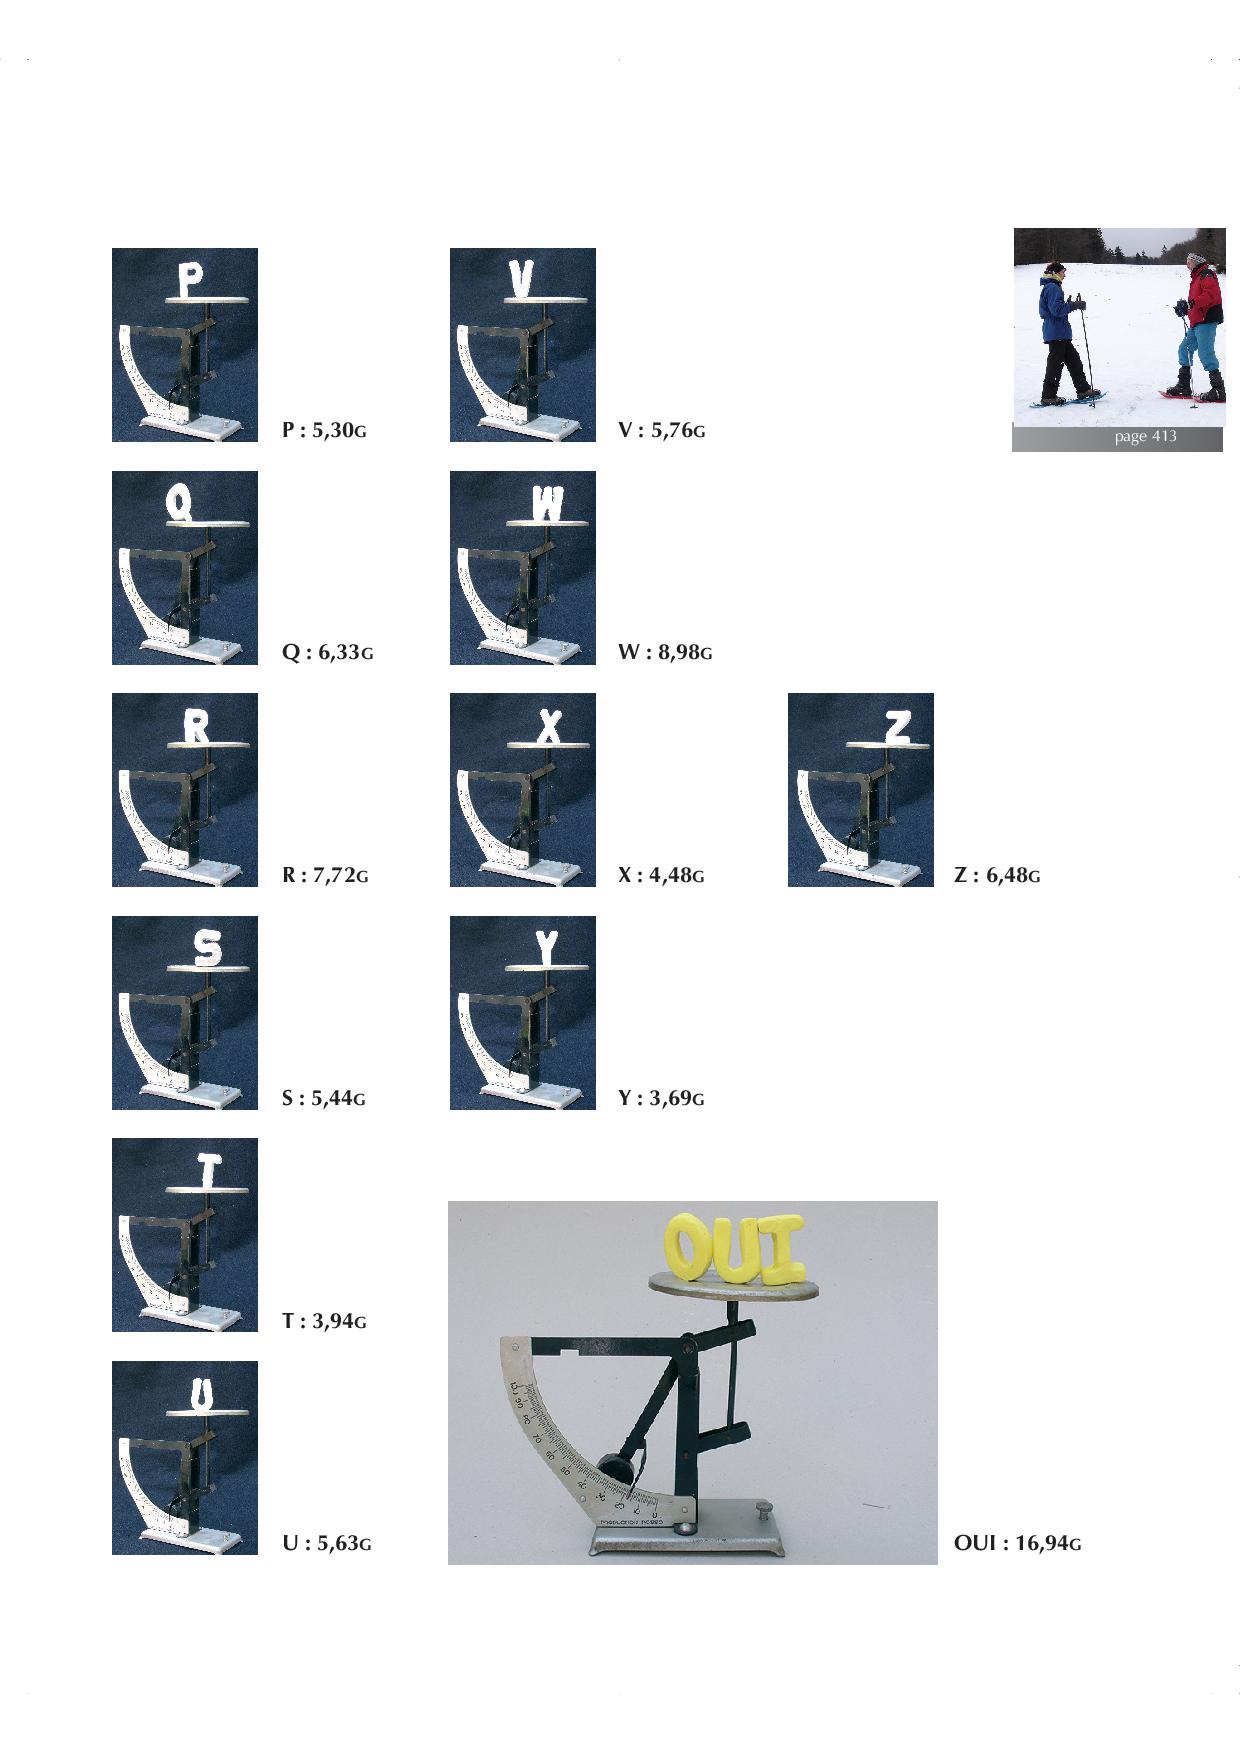 P
V
page 413
P : 5,30G
V : 5,76G
Q
W
Q : 6,33G
W : 8,98G
R
X
Z
R : 7,72G
X : 4,48G
Z : 6,48G
S
Y
S : 5,44G
Y : 3,69G
T
T : 3,94G
OUI
U
U : 5,63G
OUI : 16,94G